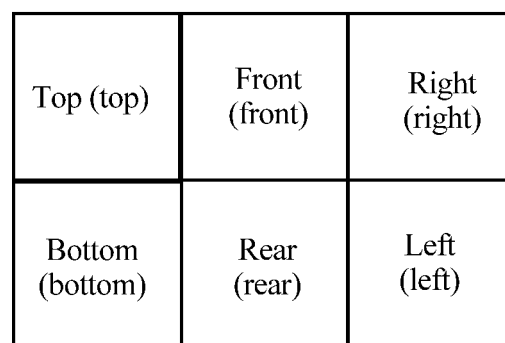 Top (top)
Front
(front)
Right
(right)
Bottom
(bottom)
Rear
(rear)
Left
(left)